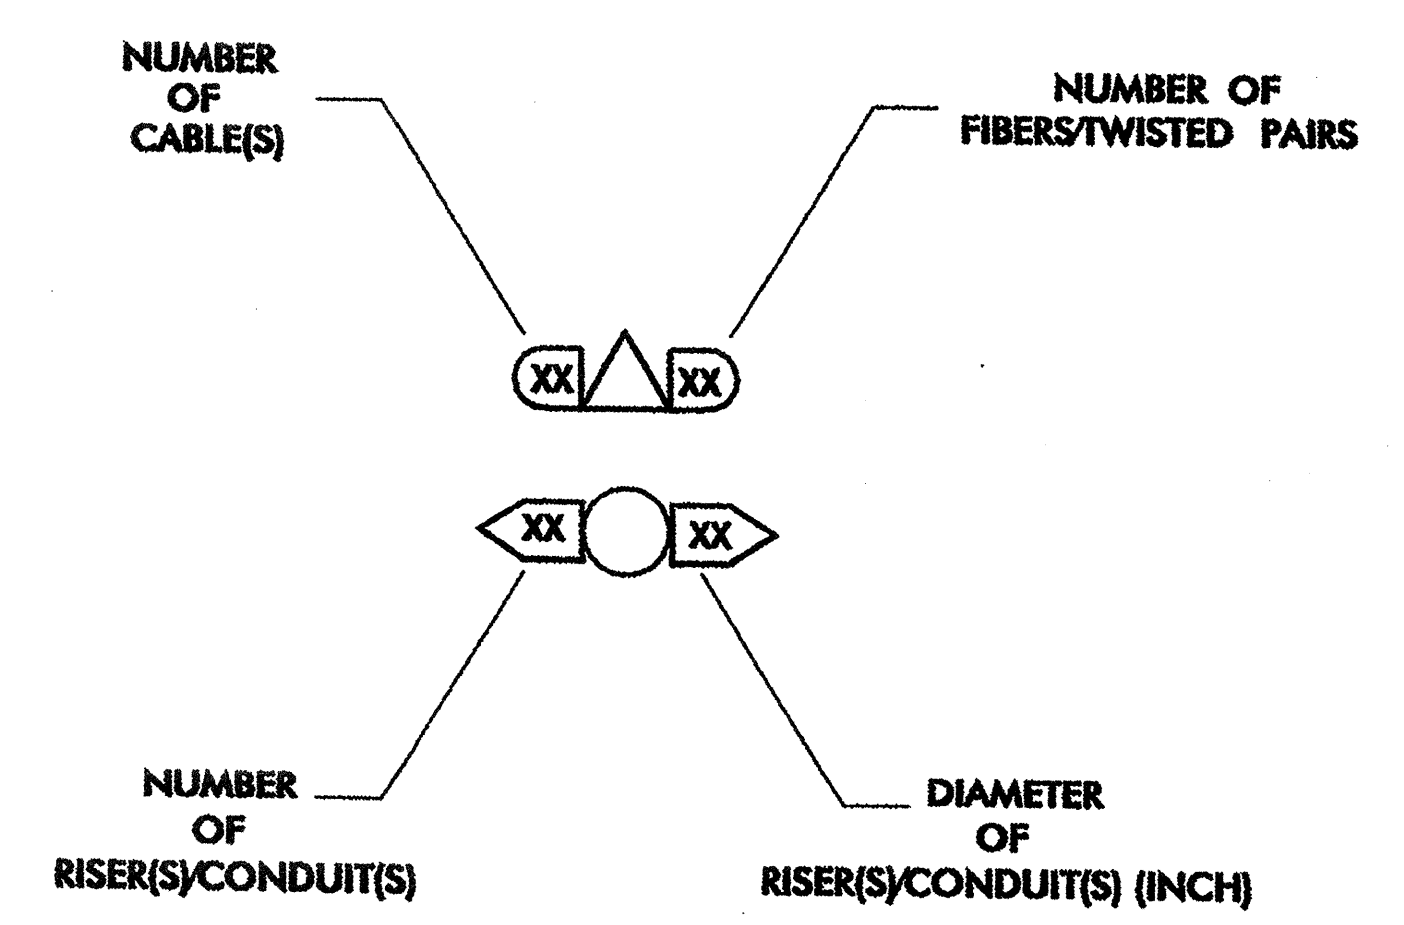 NUMBER
OF
CABLE(S)
NUMBER OF
FIBERS/TWISTED PAIRS
XX
XX
XX
XX
NUMBER
OF
RISER(S)/CONDUIT(S)
DIAMETER
OF
RISER(S)/CONDUIT(S) (INCH)